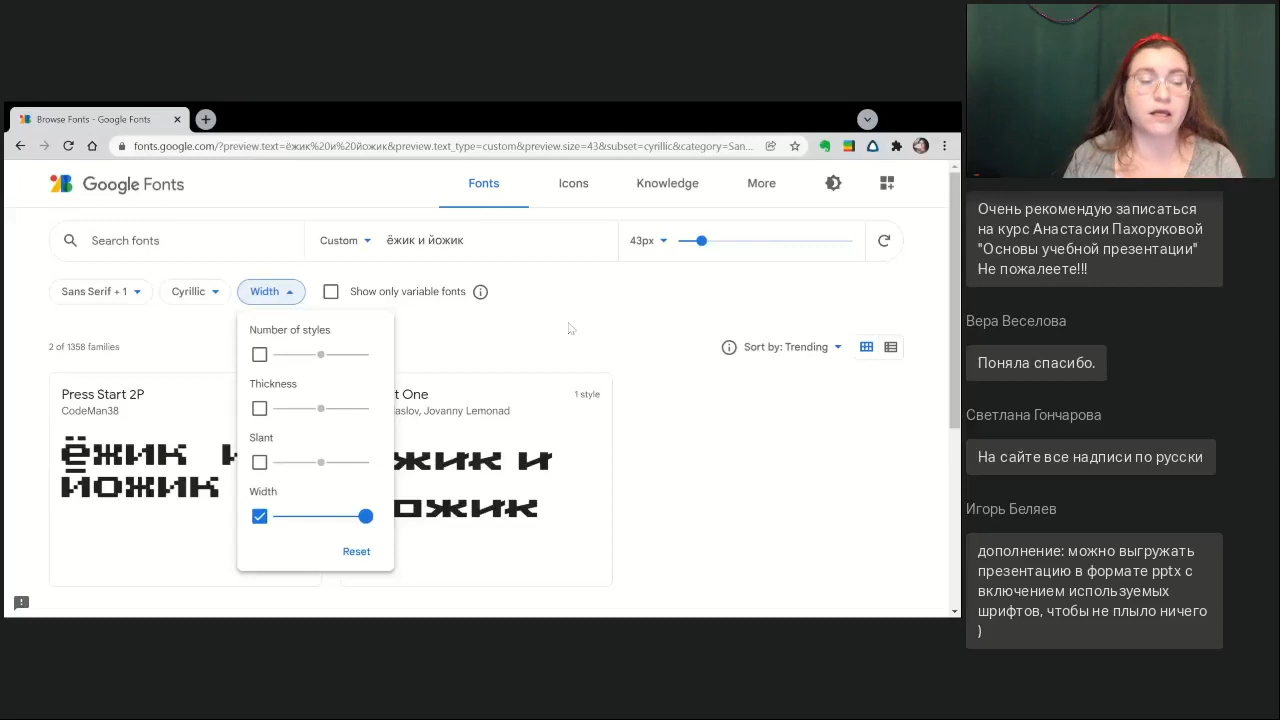 Browse Fonts - Google Fonts
fonts.google.com/?preview.text=ёжик%20и%20йожик&preview.text_type=custom&preview.size=43&subset=cyrillic&category=San...
Google Fonts
Fonts
Icons
Knowledge
More
Search fonts
Custom
ёжик и йожик
43px
Sans Serif + 1
Cyrillic
Width
Show only variable fonts
Number of styles
2 of 1358 families
Sort by: Trending
Thickness
Press Start 2P
t One
1 style
CodeMan38
aslov, Jovanny Lemonad
Slant
ёжик и
йожик
жик и
ожик
Width
Reset
Очень рекомендую записаться
на курс Анастасии Пахоруковой
"Основы учебной презентации"
Не пожалеете!!!
Вера Веселова
Поняла спасибо.
Светлана Гончарова
На сайте все надписи по русски
Игорь Беляев
дополнение: можно выгружать
презентацию в формате pptx с
включением используемых
шрифтов, чтобы не плыло ничего
)